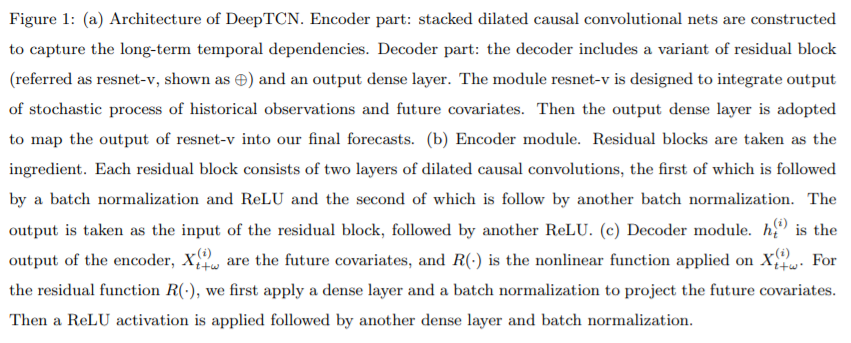 Figure 1: (a) Architecture of DeepTCN. Encoder part: stacked dilated causal convolutional nets are constructed
to capture the long-term temporal dependencies. Decoder part: the decoder includes a variant of residual block
(referred as resnet-v, shown as ⊕) and an output dense layer. The module resnet-v is designed to integrate output
of stochastic process of historical observations and future covariates. Then the output dense layer is adopted
to map the output of resnet-v into our final forecasts. (b) Encoder module. Residual blocks are taken as the
ingredient. Each residual block consists of two layers of dilated causal convolutions, the first of which is followed
by a batch normalization and ReLU and the second of which is follow by another batch normalization. The
output is taken as the input of the residual block, followed by another ReLU. (c) Decoder module. $h_t^{(i)}$ is the
output of the encoder, $X_{t+\omega}^{(i)}$ are the future covariates, and $R(\cdot)$ is the nonlinear function applied on $X_{t+\omega}^{(i)}$. For
the residual function $R(\cdot)$, we first apply a dense layer and a batch normalization to project the future covariates.
Then a ReLU activation is applied followed by another dense layer and batch normalization.